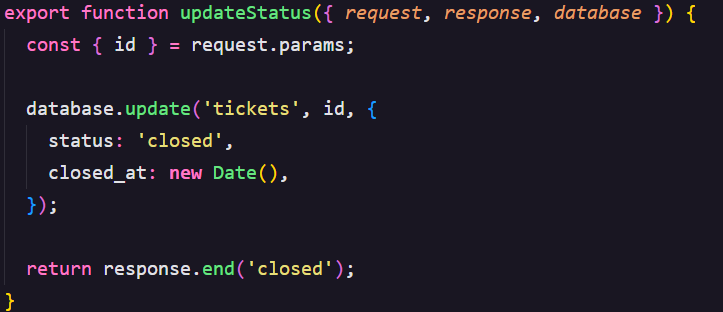 export function updateStatus({ request, response, database }) {
  const { id } = request.params;

  database.update('tickets', id, {
    status: 'closed',
    closed_at: new Date(),
  });

  return response.end('closed');
}